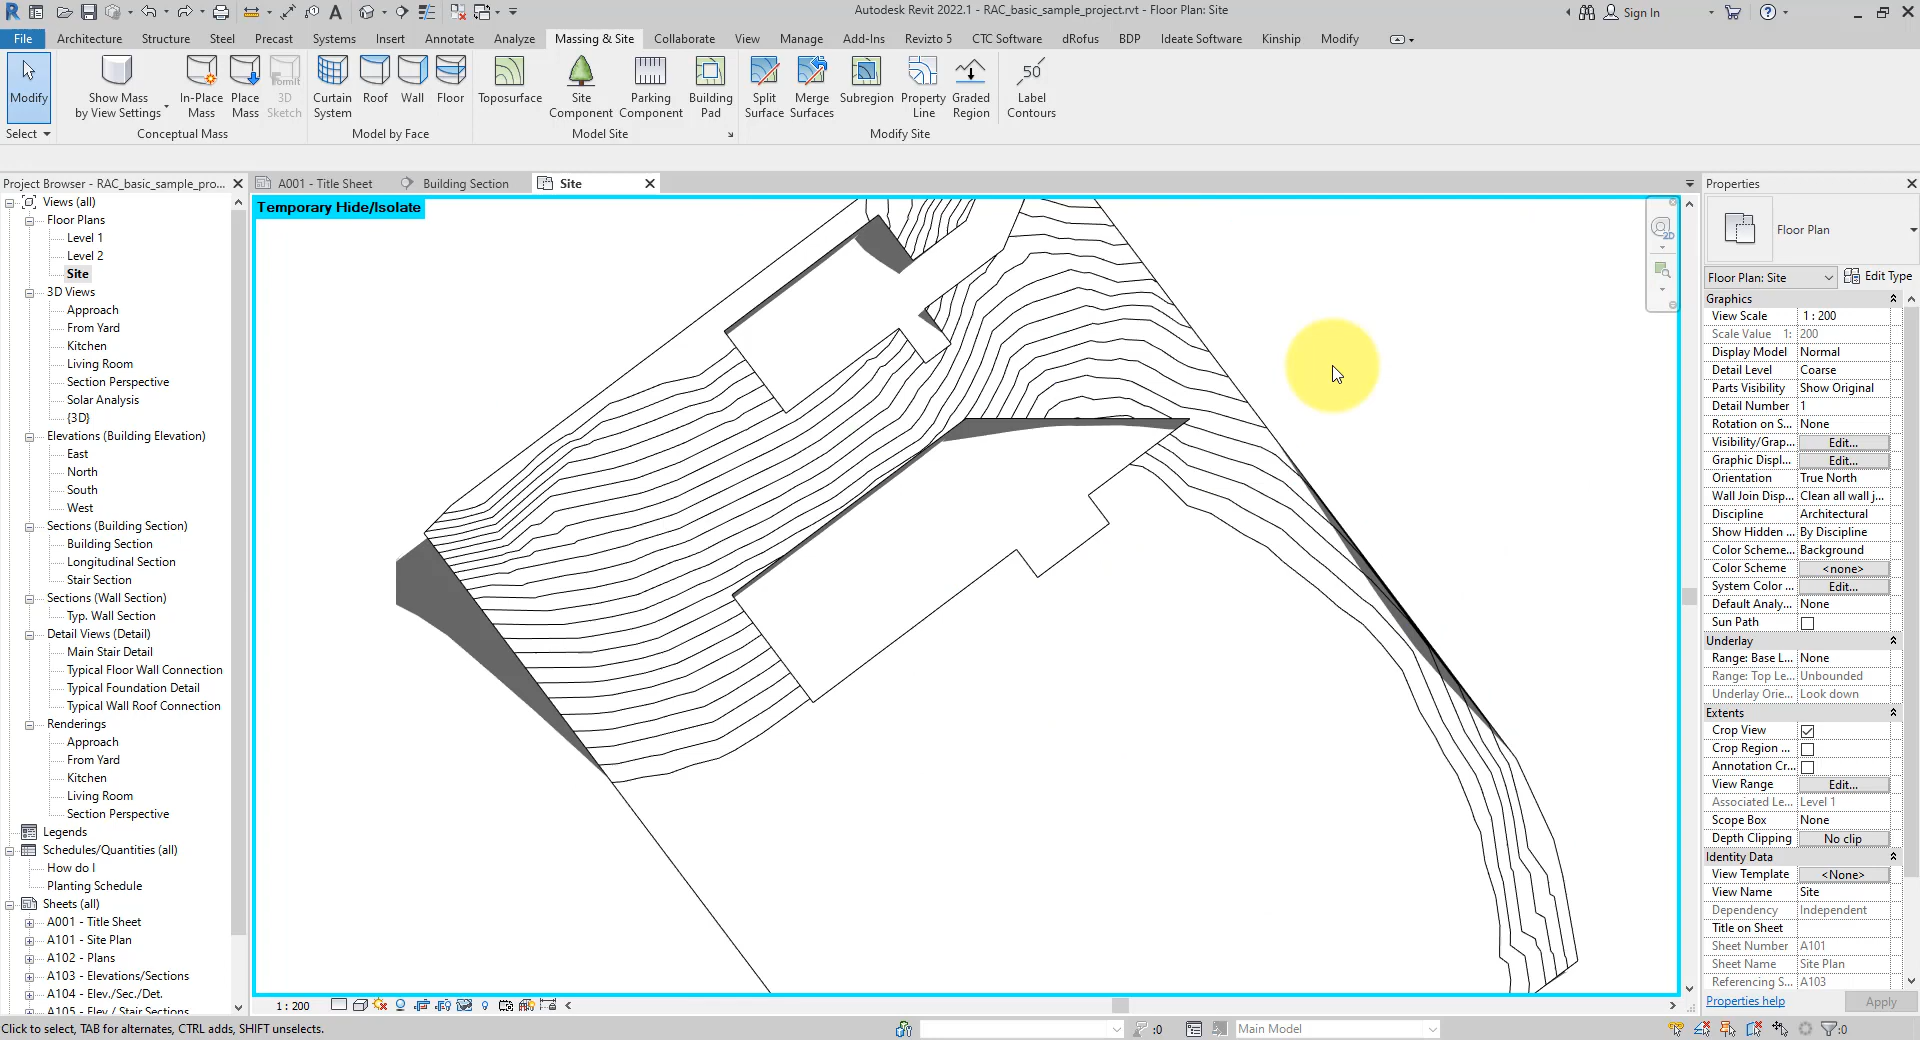 Autodesk Revit 2022.1 - RAC_basic_sample_project.rvt - Floor Plan: Site
Sign In
File Architecture Structure Steel Precast Systems Insert Annotate Analyze Massing & Site Collaborate View Manage Add-Ins Revizto 5 CTC Software dRofus BDP Ideate Software Kinship Modify
Modify
Show Mass
by View Settings
In-Place
Mass
Place
Mass
3D
Sketch
Curtain
System
Roof
Wall
Floor
Toposurface
Site
Component
Parking
Component
Building
Pad
Split
Surface
Merge
Surfaces
Subregion
Property
Line
Graded
Region
50
Label
Contours
Select
Conceptual Mass
Model by Face
Model Site
Modify Site
Project Browser - RAC_basic_sample_pro...
Views (all)
Floor Plans
Level 1
Level 2
Site
3D Views
Approach
From Yard
Kitchen
Living Room
Section Perspective
Solar Analysis
{3D}
Elevations (Building Elevation)
East
North
South
West
Sections (Building Section)
Building Section
Longitudinal Section
Stair Section
Sections (Wall Section)
Typ. Wall Section
Detail Views (Detail)
Main Stair Detail
Typical Floor Wall Connection
Typical Foundation Detail
Typical Wall Roof Connection
Renderings
Approach
From Yard
Kitchen
Living Room
Section Perspective
Legends
Schedules/Quantities (all)
How do I
Planting Schedule
Sheets (all)
A001 - Title Sheet
A101 - Site Plan
A102 - Plans
A103 - Elevations/Sections
A104 - Elev./Sec./Det.
A105 - Elev./ Stair Sections
A001 - Title Sheet
Building Section
Site
Temporary Hide/Isolate
2D
1 : 200
Properties
Floor Plan
Floor Plan: Site
Edit Type
Graphics
View Scale 1 : 200
Scale Value 1: 200
Display Model Normal
Detail Level Coarse
Parts Visibility Show Original
Detail Number 1
Rotation on S... None
Visibility/Grap... Edit...
Graphic Displ... Edit...
Orientation True North
Wall Join Disp... Clean all wall j...
Discipline Architectural
Show Hidden ... By Discipline
Color Scheme... Background
Color Scheme <none>
System Color ... Edit...
Default Analy... None
Sun Path
Underlay
Range: Base L... None
Range: Top Le... Unbounded
Underlay Orie... Look down
Extents
Crop View
Crop Region ...
Annotation Cr...
View Range Edit...
Associated Le... Level 1
Scope Box None
Depth Clipping No clip
Identity Data
View Template <None>
View Name Site
Dependency Independent
Title on Sheet
Sheet Number A101
Sheet Name Site Plan
Referencing S... A103
Properties help
Apply
Click to select, TAB for alternates, CTRL adds, SHIFT unselects.
:0
Main Model
:0